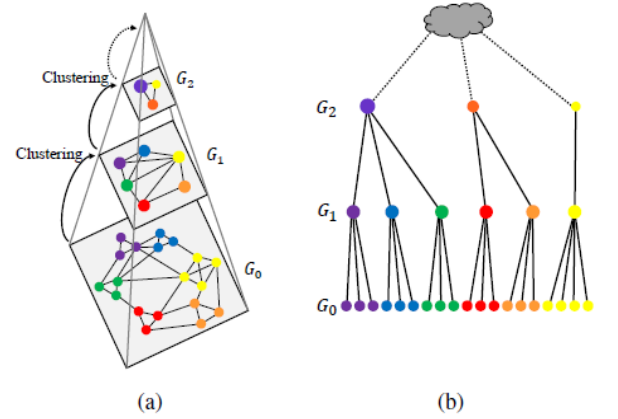 Clustering
G₂
Clustering
G₁
G₀
(a)
G₂
G₁
G₀
(b)